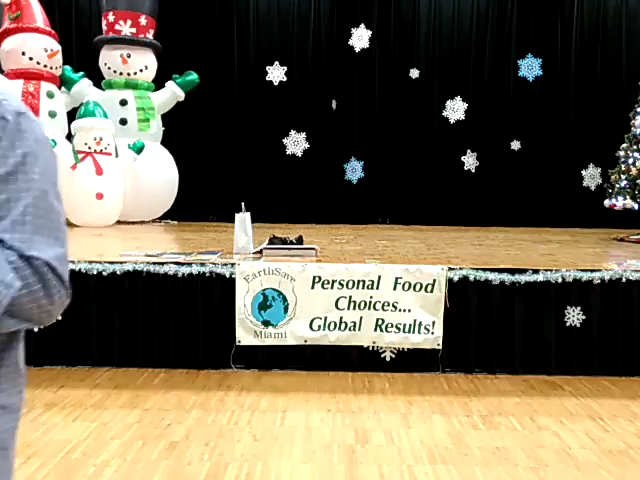 EarthSave
Miami
Personal Food
Choices...
Global Results!